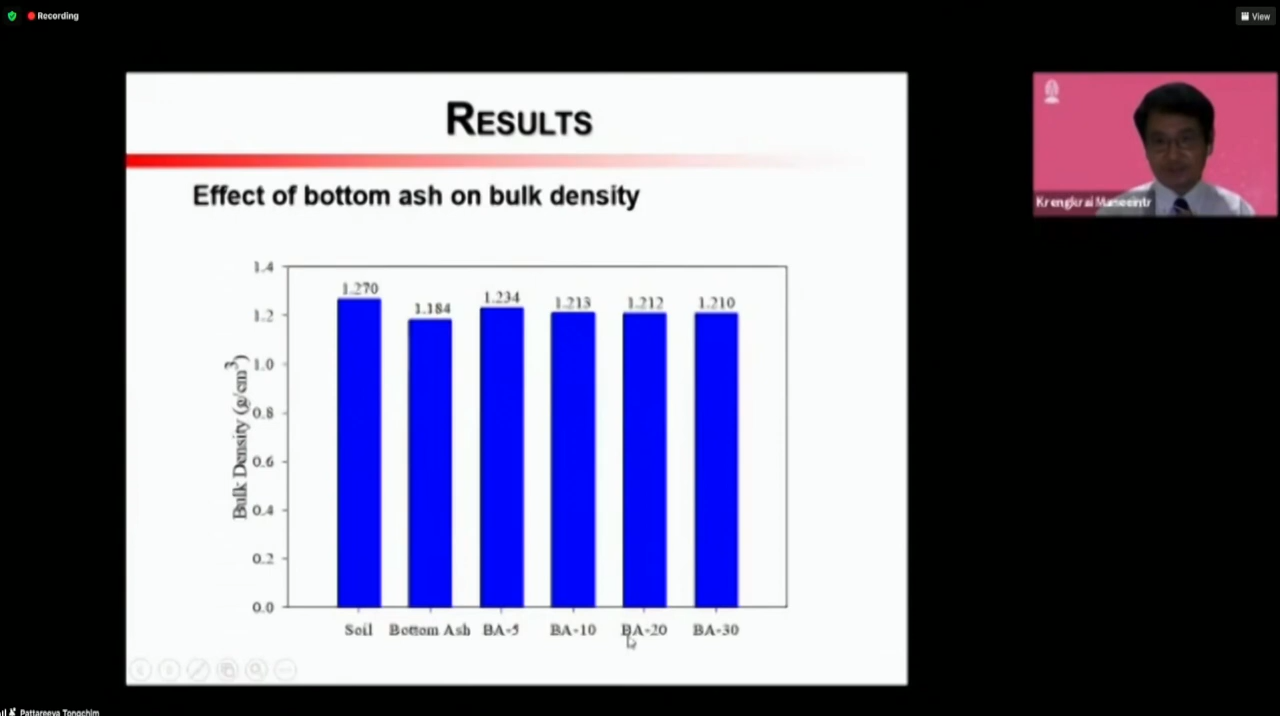 Recording
View
RESULTS
Effect of bottom ash on bulk density
Krengkrai Maneeintr
1.4
1.2
1.0
0.8
0.6
0.4
0.2
0.0
Bulk Density (g/cm³)
1.270
1.184
1.234
1.213
1.212
1.210
Soil
Bottom Ash
BA-5
BA-10
BA-20
BA-30
Pattareeya Tongchim